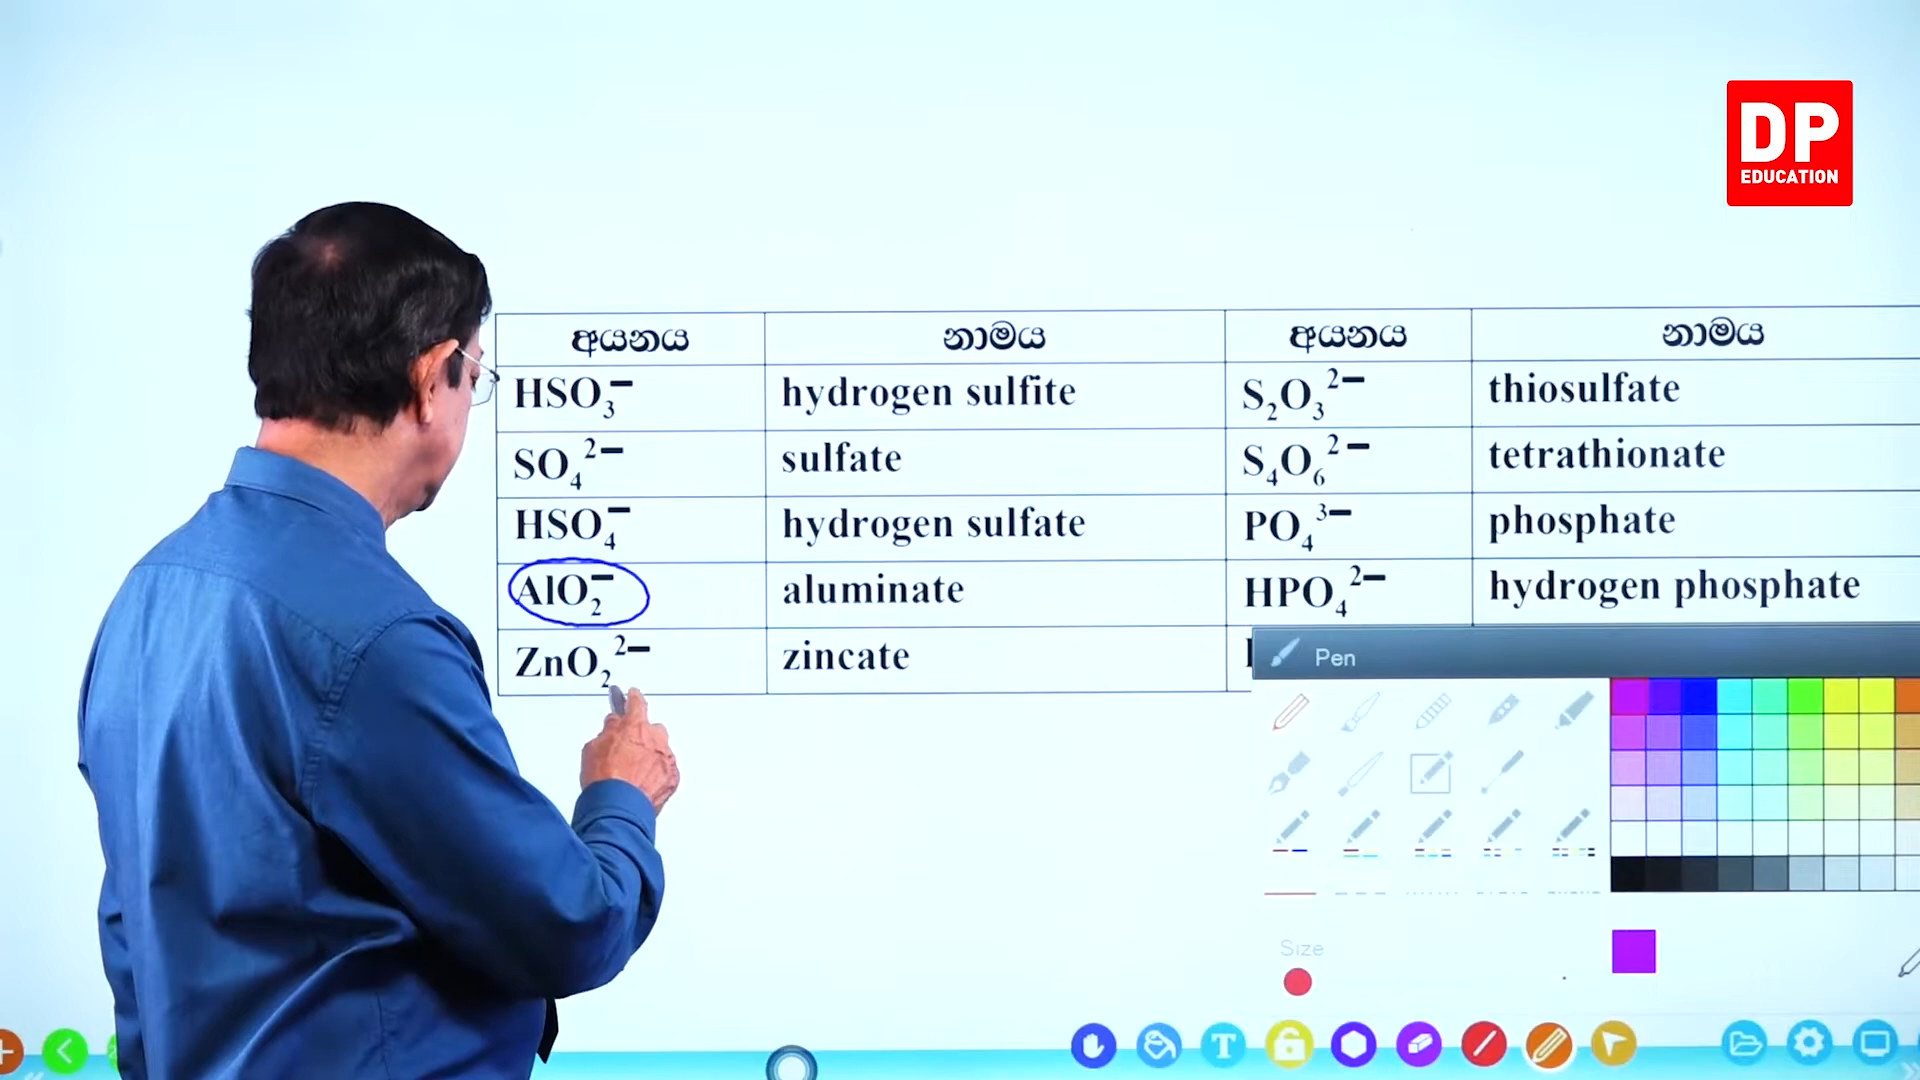 DP
EDUCATION
අයනය නාමය අයනය නාමය
HSO₃⁻ hydrogen sulfite S₂O₃²⁻ thiosulfate
SO₄²⁻ sulfate S₄O₆²⁻ tetrathionate
HSO₄⁻ hydrogen sulfate PO₄³⁻ phosphate
AlO₂⁻ aluminate HPO₄²⁻ hydrogen phosphate
ZnO₂²⁻ zincate
Pen
Size
T